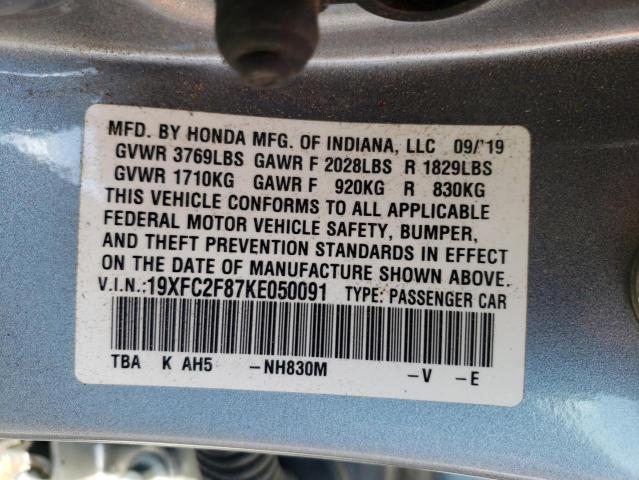 MFD. BY HONDA MFG. OF INDIANA, LLC 09/19
GVWR 3769LBS GAWR F 2028LBS R 1829LBS
GVWR 1710KG GAWR F 920KG R 830KG
THIS VEHICLE CONFORMS TO ALL APPLICABLE
FEDERAL MOTOR VEHICLE SAFETY, BUMPER,
AND THEFT PREVENTION STANDARDS IN EFFECT
ON THE DATE OF MANUFACTURE SHOWN ABOVE.
V.I.N.:19XFC2F87KE050091 TYPE: PASSENGER CAR
TBA K AH5 -NH830M -V -E